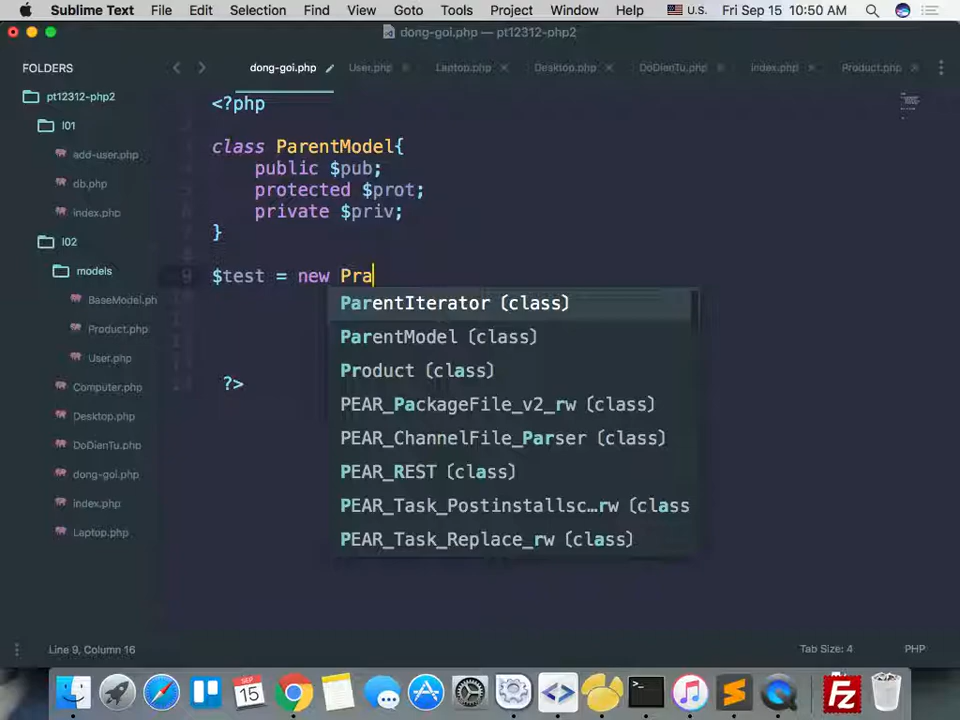 Sublime Text File Edit Selection Find View Goto Tools Project Window Help U.S. Fri Sep 15 10:50 AM
dong-goi.php — pt12312-php2
FOLDERS
pt12312-php2
l01
add-user.php
db.php
index.php
l02
models
BaseModel.ph
Product.php
User.php
Computer.php
Desktop.php
DoDienTu.php
dong-goi.php
index.php
Laptop.php
dong-goi.php User.php Laptop.php Desktop.php DoDienTu.php index.php Product.php
<?php
class ParentModel{
public $pub;
protected $prot;
private $priv;
}
9 $test = new Pra
ParentIterator (class)
ParentModel (class)
Product (class)
PEAR_PackageFile_v2_rw (class)
PEAR_ChannelFile_Parser (class)
PEAR_REST (class)
PEAR_Task_Postinstallsc…rw (class
PEAR_Task_Replace_rw (class)
?>
Line 9, Column 16 Tab Size: 4 PHP
SEP
15
Fz